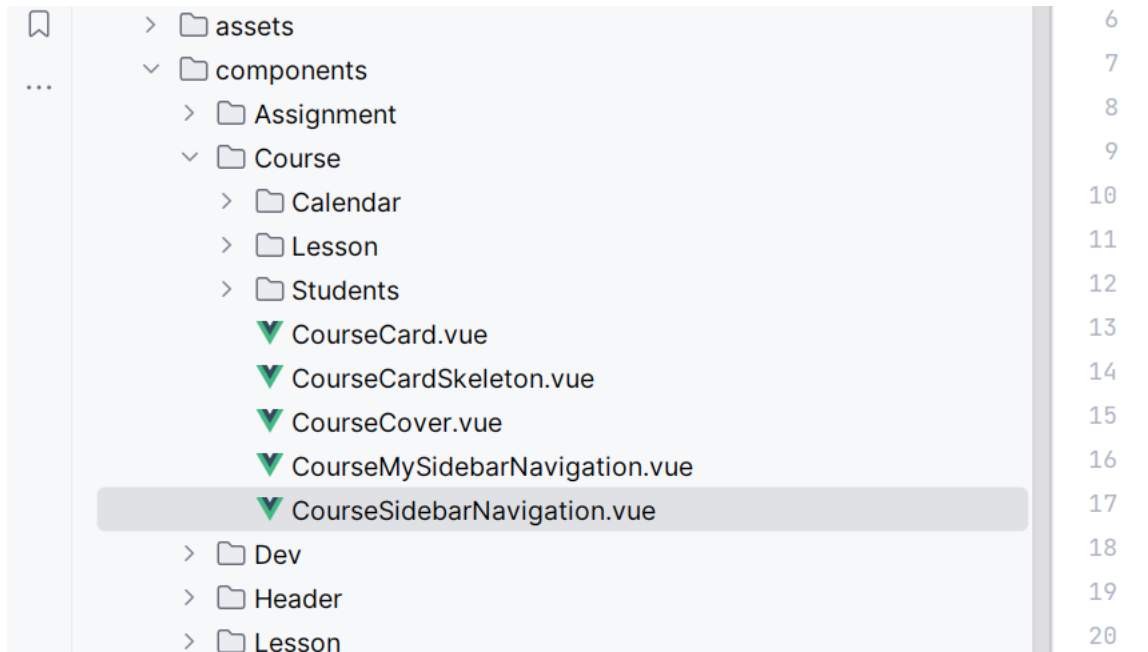 assets
components
Assignment
Course
Calendar
Lesson
Students
CourseCard.vue
CourseCardSkeleton.vue
CourseCover.vue
CourseMySidebarNavigation.vue
CourseSidebarNavigation.vue
Dev
Header
Lesson
6
7
8
9
10
11
12
13
14
15
16
17
18
19
20